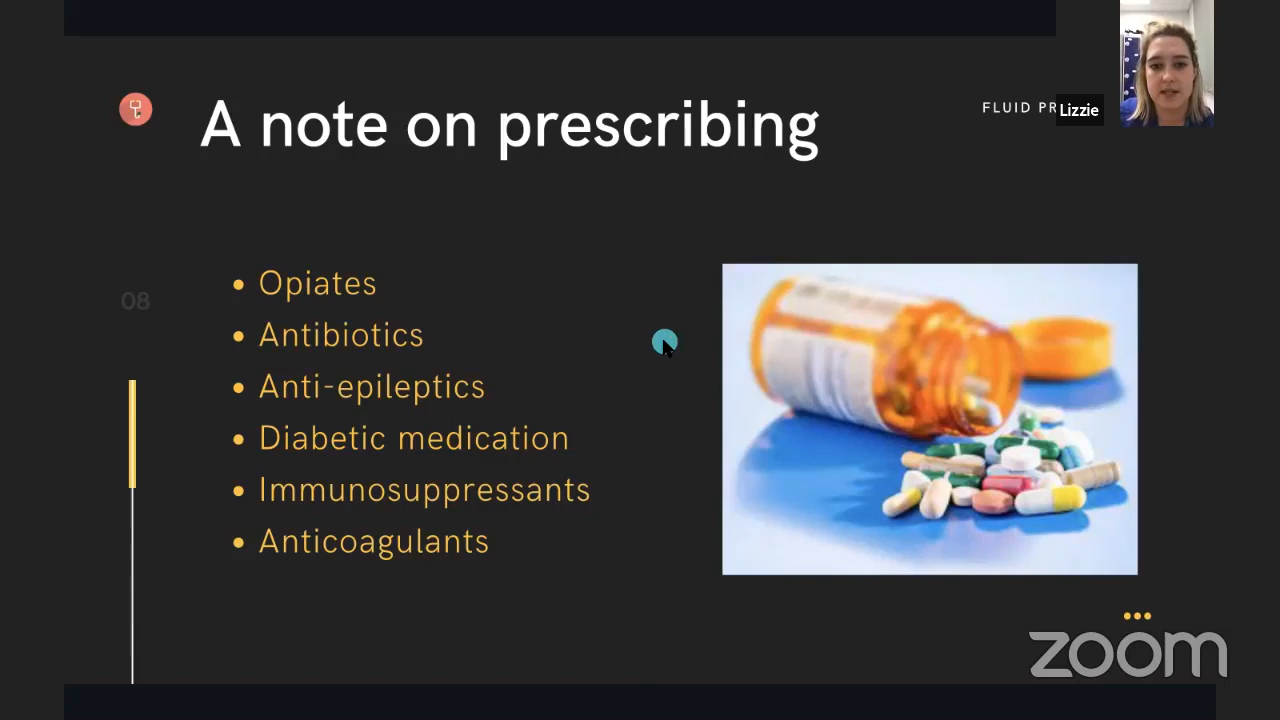 A note on prescribing
FLUID PR
Lizzie
08
Opiates
Antibiotics
Anti-epileptics
Diabetic medication
Immunosuppressants
Anticoagulants
zoom